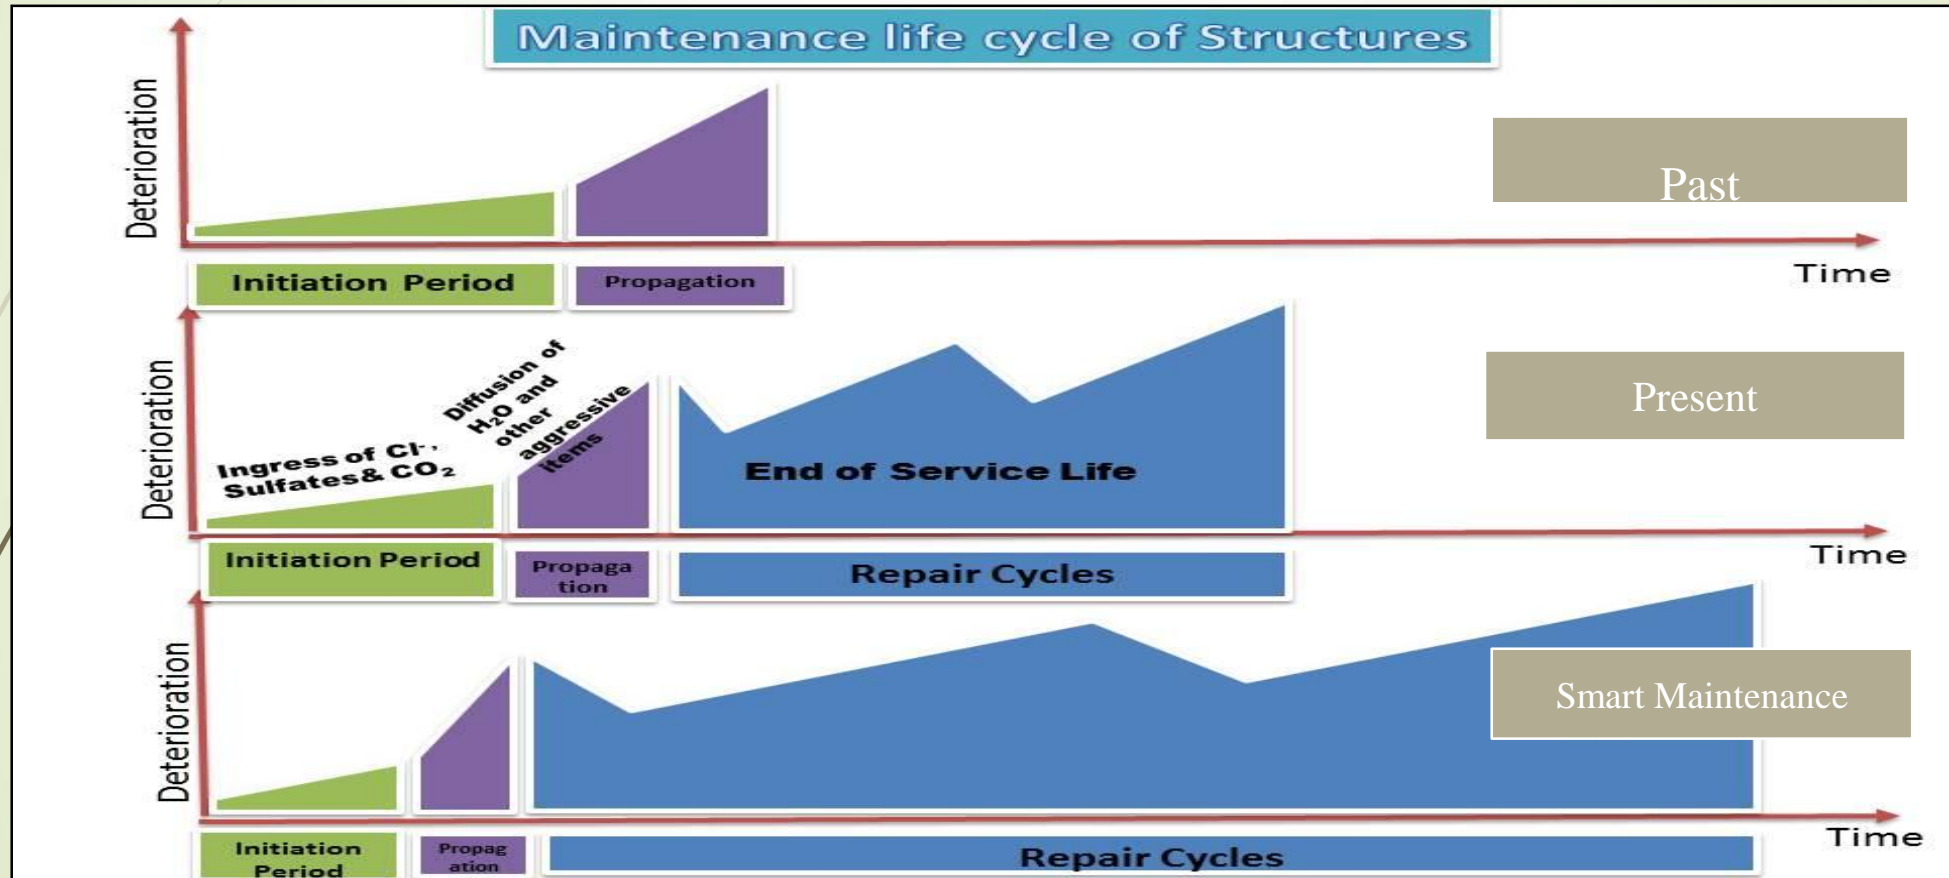 Maintenance life cycle of Structures
Deterioration
Past
Time
Initiation Period
Propagation
Deterioration
Ingress of Cl-,
Sulfates& CO₂
Diffusion of
H₂O and
other
aggressive
items
End of Service Life
Present
Time
Initiation Period
Propaga
tion
Repair Cycles
Deterioration
Smart Maintenance
Time
Initiation
Period
Propag
ation
Repair Cycles